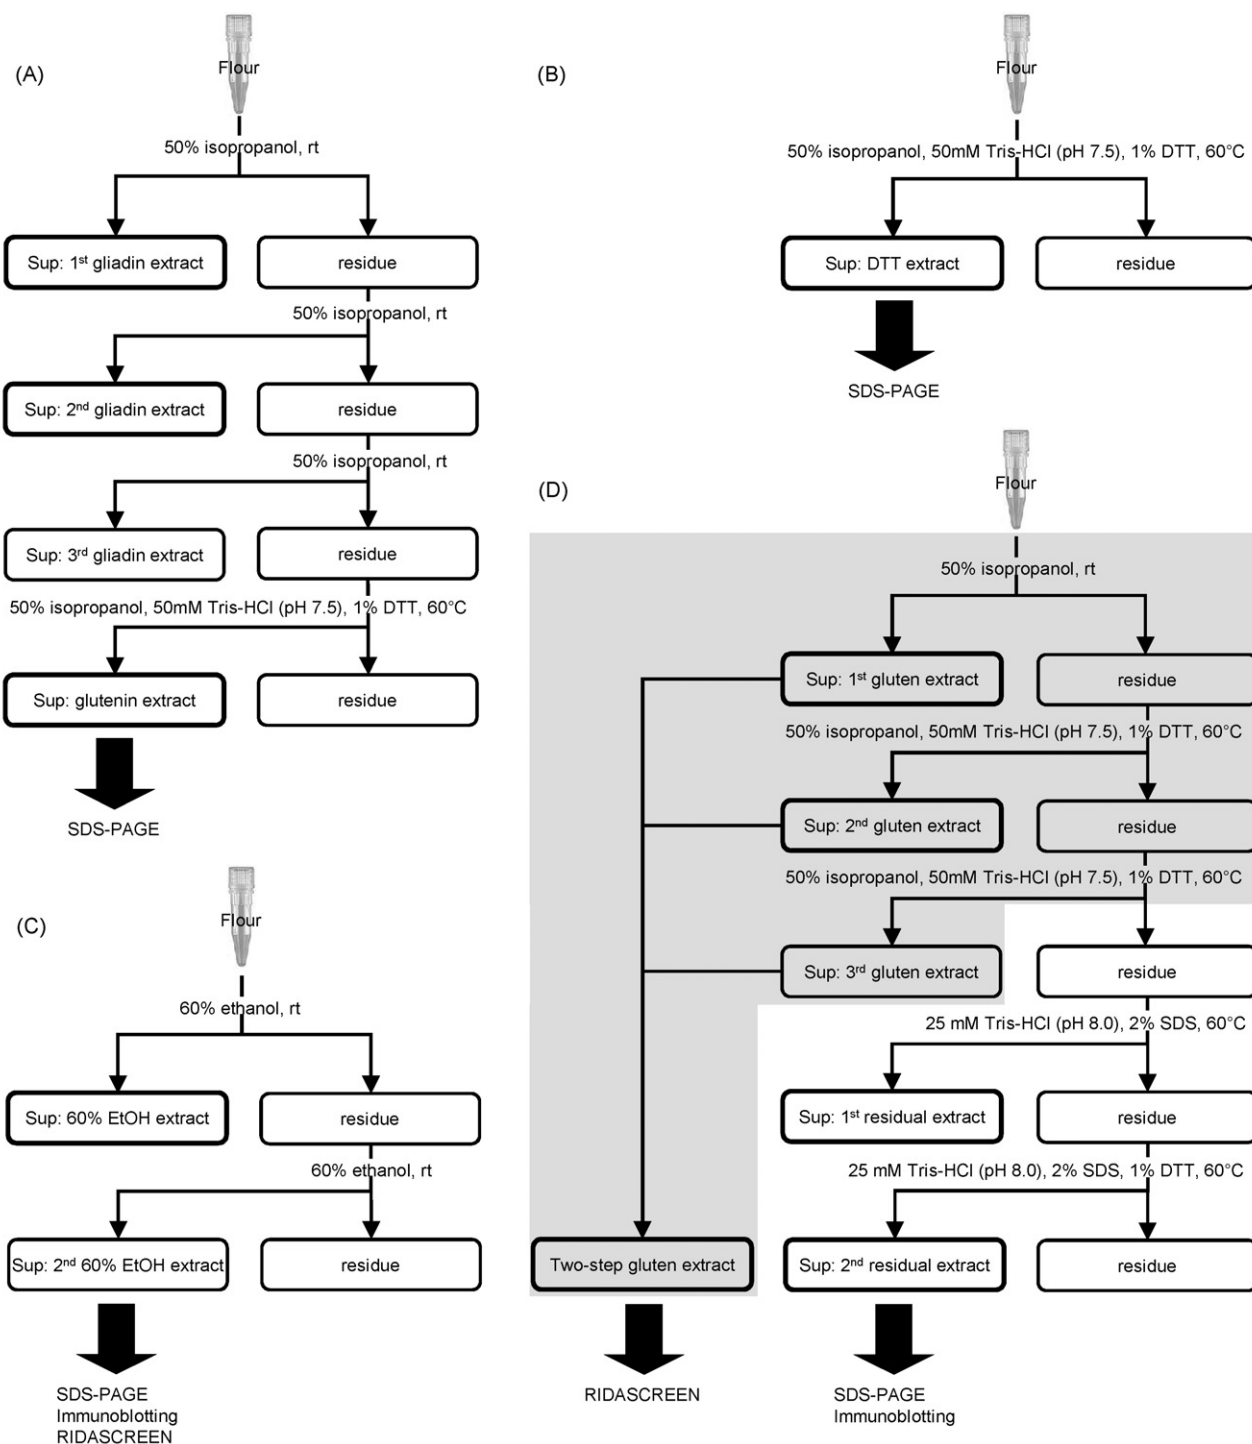 (A)
Flour
50% isopropanol, rt
Sup: 1st gliadin extract
residue
50% isopropanol, rt
Sup: 2nd gliadin extract
residue
50% isopropanol, rt
Sup: 3rd gliadin extract
residue
50% isopropanol, 50mM Tris-HCl (pH 7.5), 1% DTT, 60°C
Sup: glutenin extract
residue
SDS-PAGE
(B)
Flour
50% isopropanol, 50mM Tris-HCl (pH 7.5), 1% DTT, 60°C
Sup: DTT extract
residue
SDS-PAGE
(C)
Flour
60% ethanol, rt
Sup: 60% EtOH extract
residue
60% ethanol, rt
Sup: 2nd 60% EtOH extract
residue
SDS-PAGE
Immunoblotting
RIDASCREEN
(D)
Flour
50% isopropanol, rt
Sup: 1st gluten extract
residue
50% isopropanol, 50mM Tris-HCl (pH 7.5), 1% DTT, 60°C
Sup: 2nd gluten extract
residue
50% isopropanol, 50mM Tris-HCl (pH 7.5), 1% DTT, 60°C
Sup: 3rd gluten extract
residue
25 mM Tris-HCl (pH 8.0), 2% SDS, 60°C
Sup: 1st residual extract
residue
25 mM Tris-HCl (pH 8.0), 2% SDS, 1% DTT, 60°C
Two-step gluten extract
Sup: 2nd residual extract
residue
RIDASCREEN
SDS-PAGE
Immunoblotting